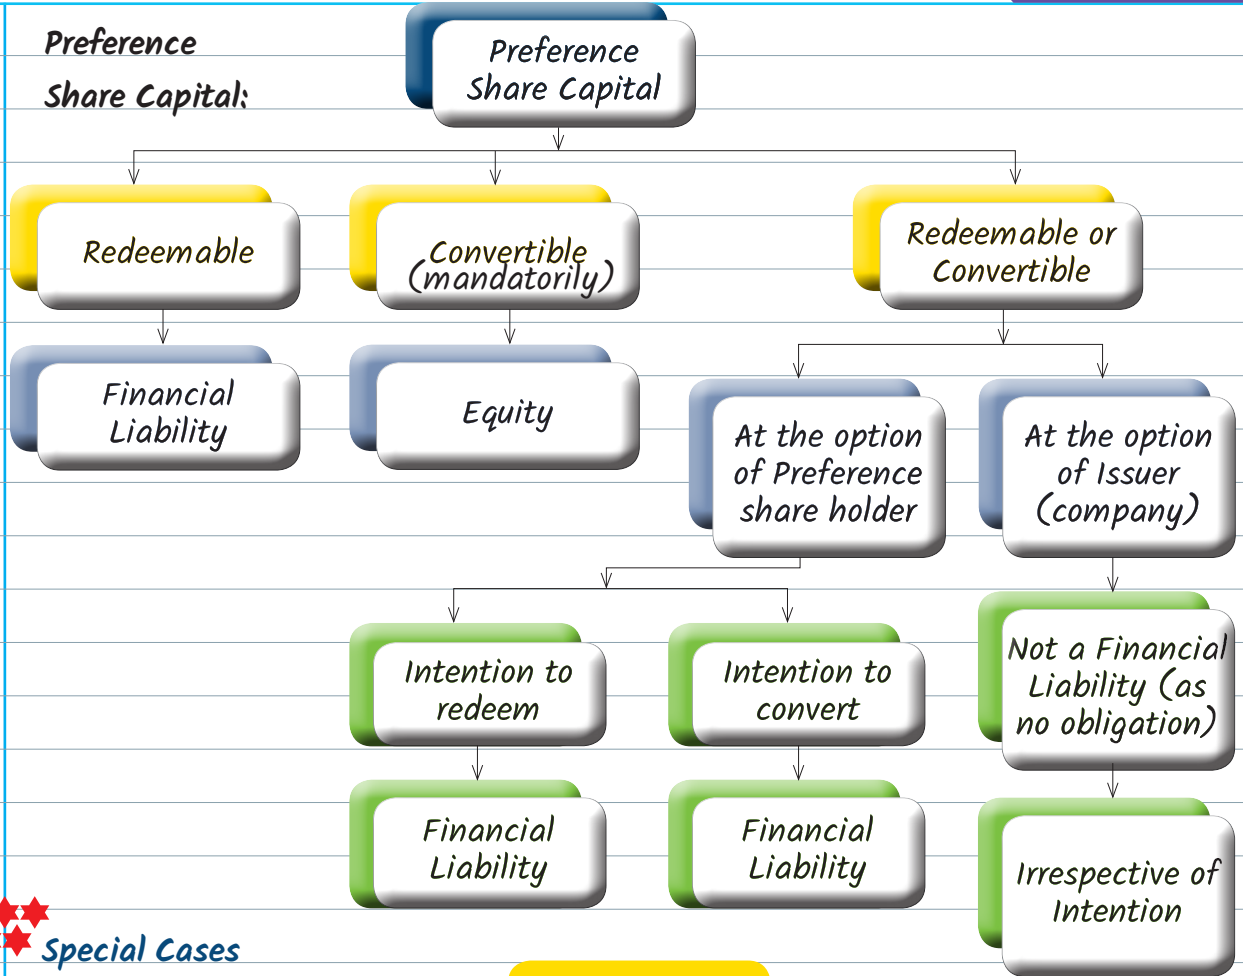 Preference
Share Capital:
Preference
Share Capital
Redeemable
Convertible
(mandatorily)
Redeemable or
Convertible
Financial
Liability
Equity
At the option
of Preference
share holder
At the option
of Issuer
(company)
Intention to
redeem
Intention to
convert
Not a Financial
Liability (as
no obligation)
Financial
Liability
Financial
Liability
Irrespective of
Intention
Special Cases